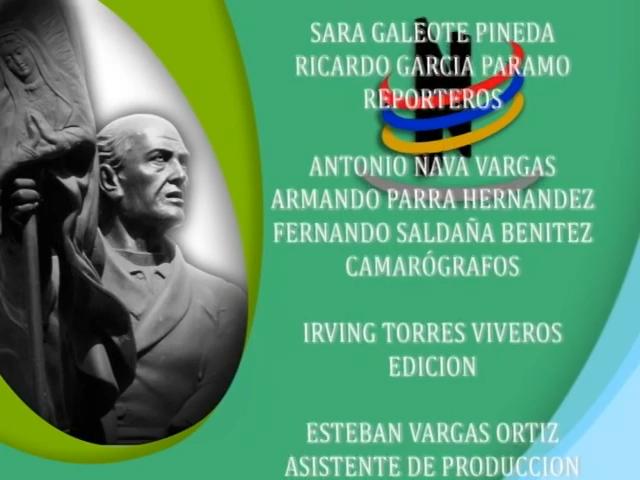 SARA GALEOTE PINEDA
RICARDO GARCIA PARAMO
REPORTEROS
ANTONIO NAVA VARGAS
ARMANDO PARRA HERNANDEZ
FERNANDO SALDAÑA BENITEZ
CAMARÓGRAFOS
IRVING TORRES VIVEROS
EDICION
ESTEBAN VARGAS ORTIZ
ASISTENTE DE PRODUCCION